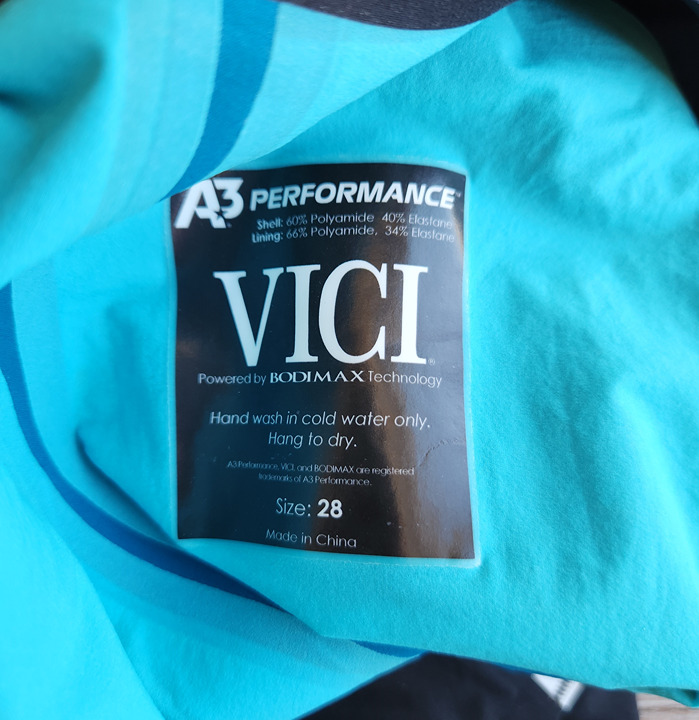 A3 PERFORMANCE™
Shell: 60% Polyamide 40% Elastane
Lining: 66% Polyamide, 34% Elastane
VICI®
Powered by BODIMAX Technology
Hand wash in cold water only.
Hang to dry.
A3 Performance, VICI, and BODIMAX are registered
trademarks of A3 Performance.
Size: 28
Made in China